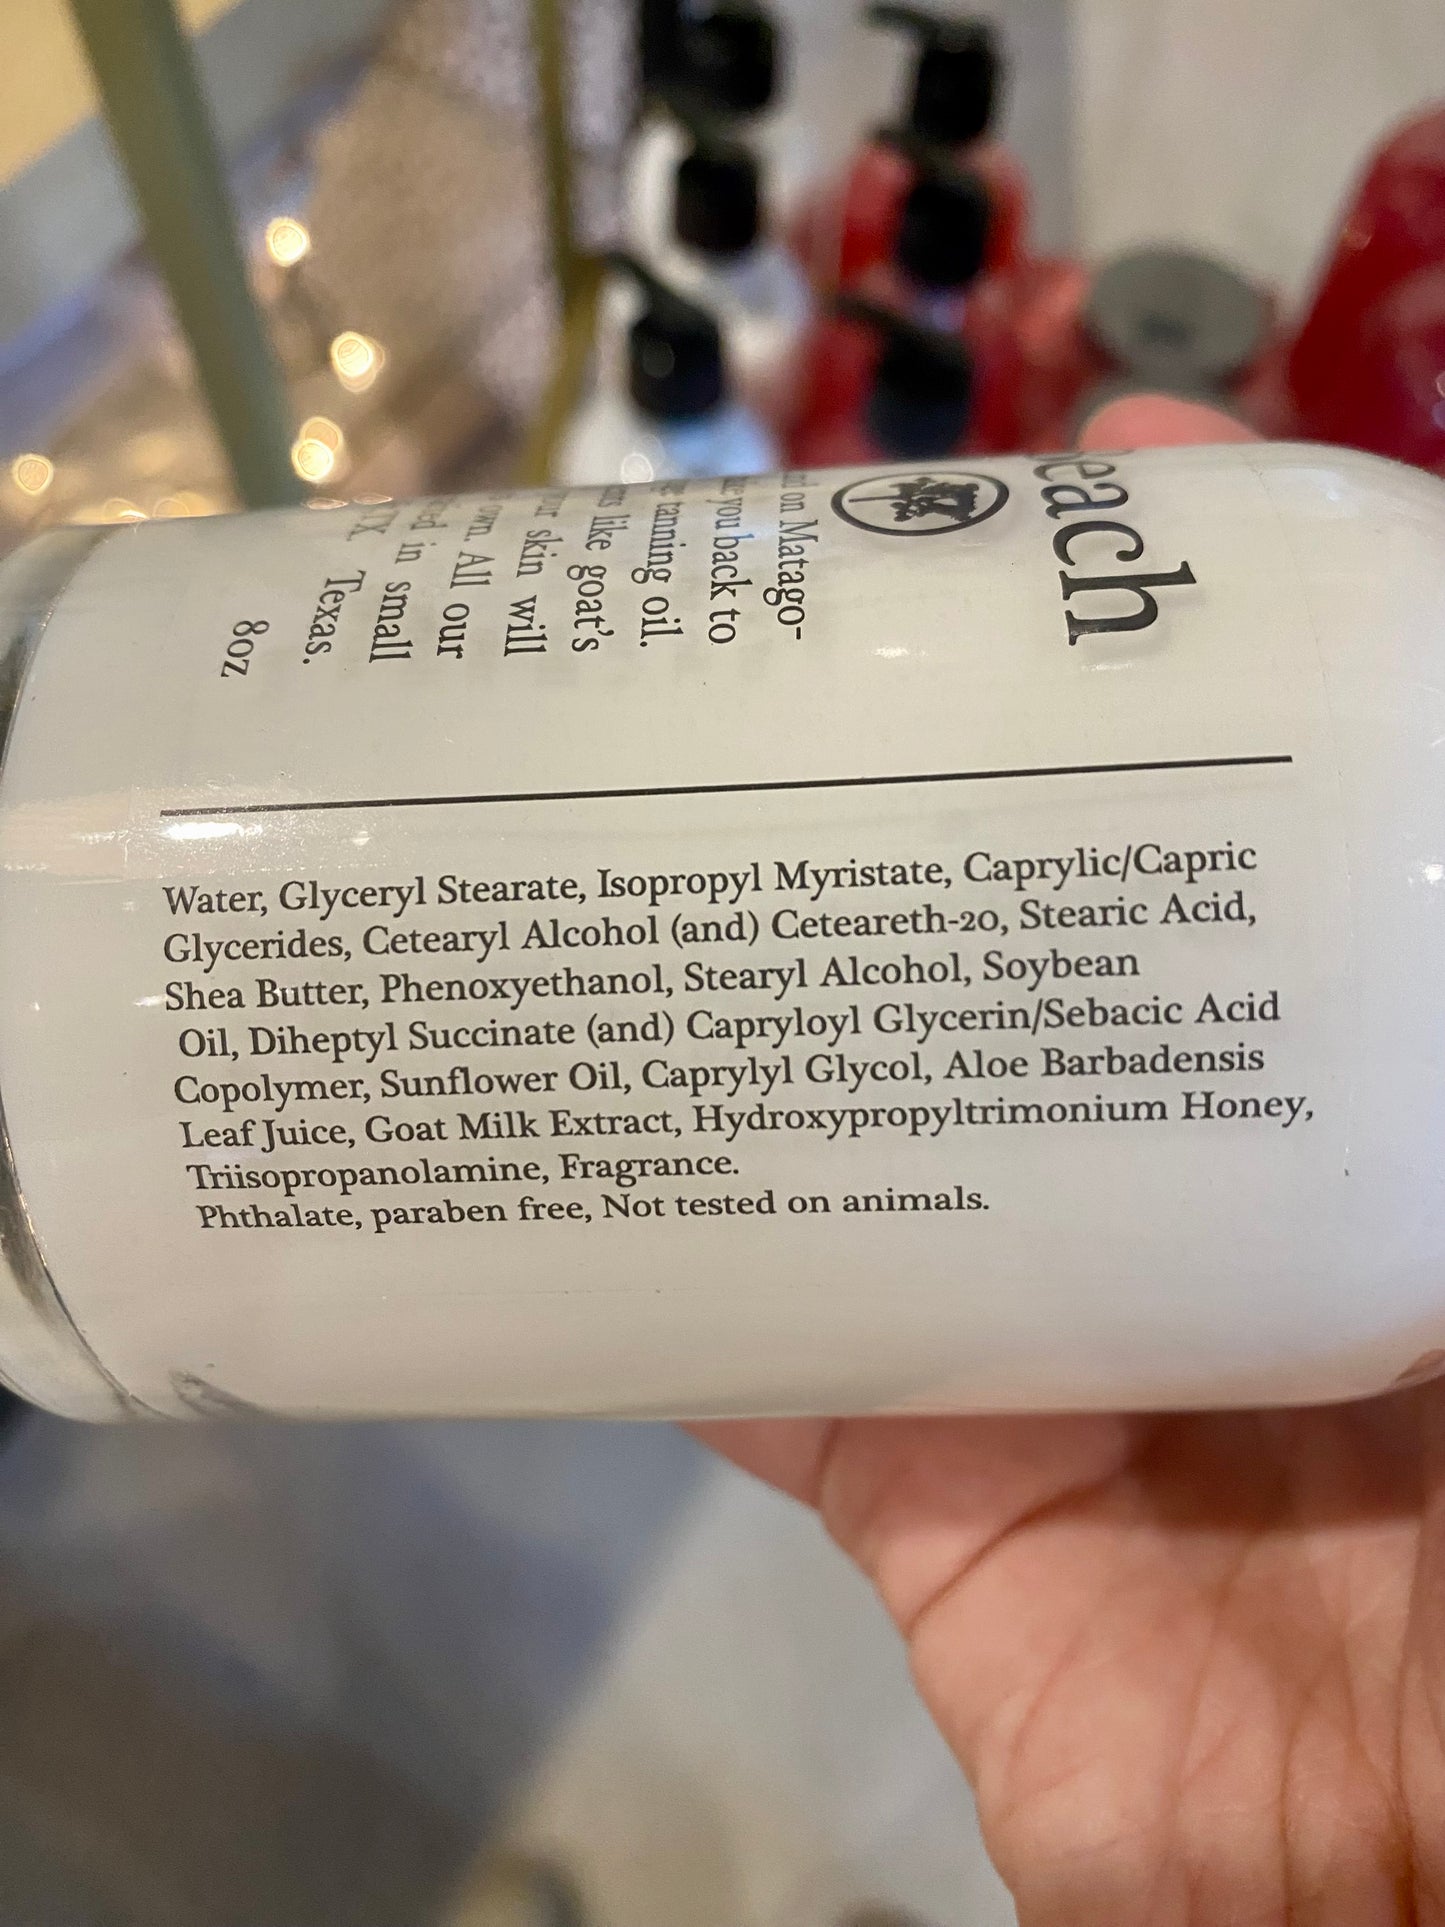 each
on Matago-
you back to
tanning oil.
like goat's
skin will
own. All our
in small
TX Texas.
8oz
Water, Glyceryl Stearate, Isopropyl Myristate, Caprylic/Capric
Glycerides, Cetearyl Alcohol (and) Ceteareth-20, Stearic Acid,
Shea Butter, Phenoxyethanol, Stearyl Alcohol, Soybean
Oil, Diheptyl Succinate (and) Capryloyl Glycerin/Sebacic Acid
Copolymer, Sunflower Oil, Caprylyl Glycol, Aloe Barbadensis
Leaf Juice, Goat Milk Extract, Hydroxypropyltrimonium Honey,
Triisopropanolamine, Fragrance.
Phthalate, paraben free, Not tested on animals.